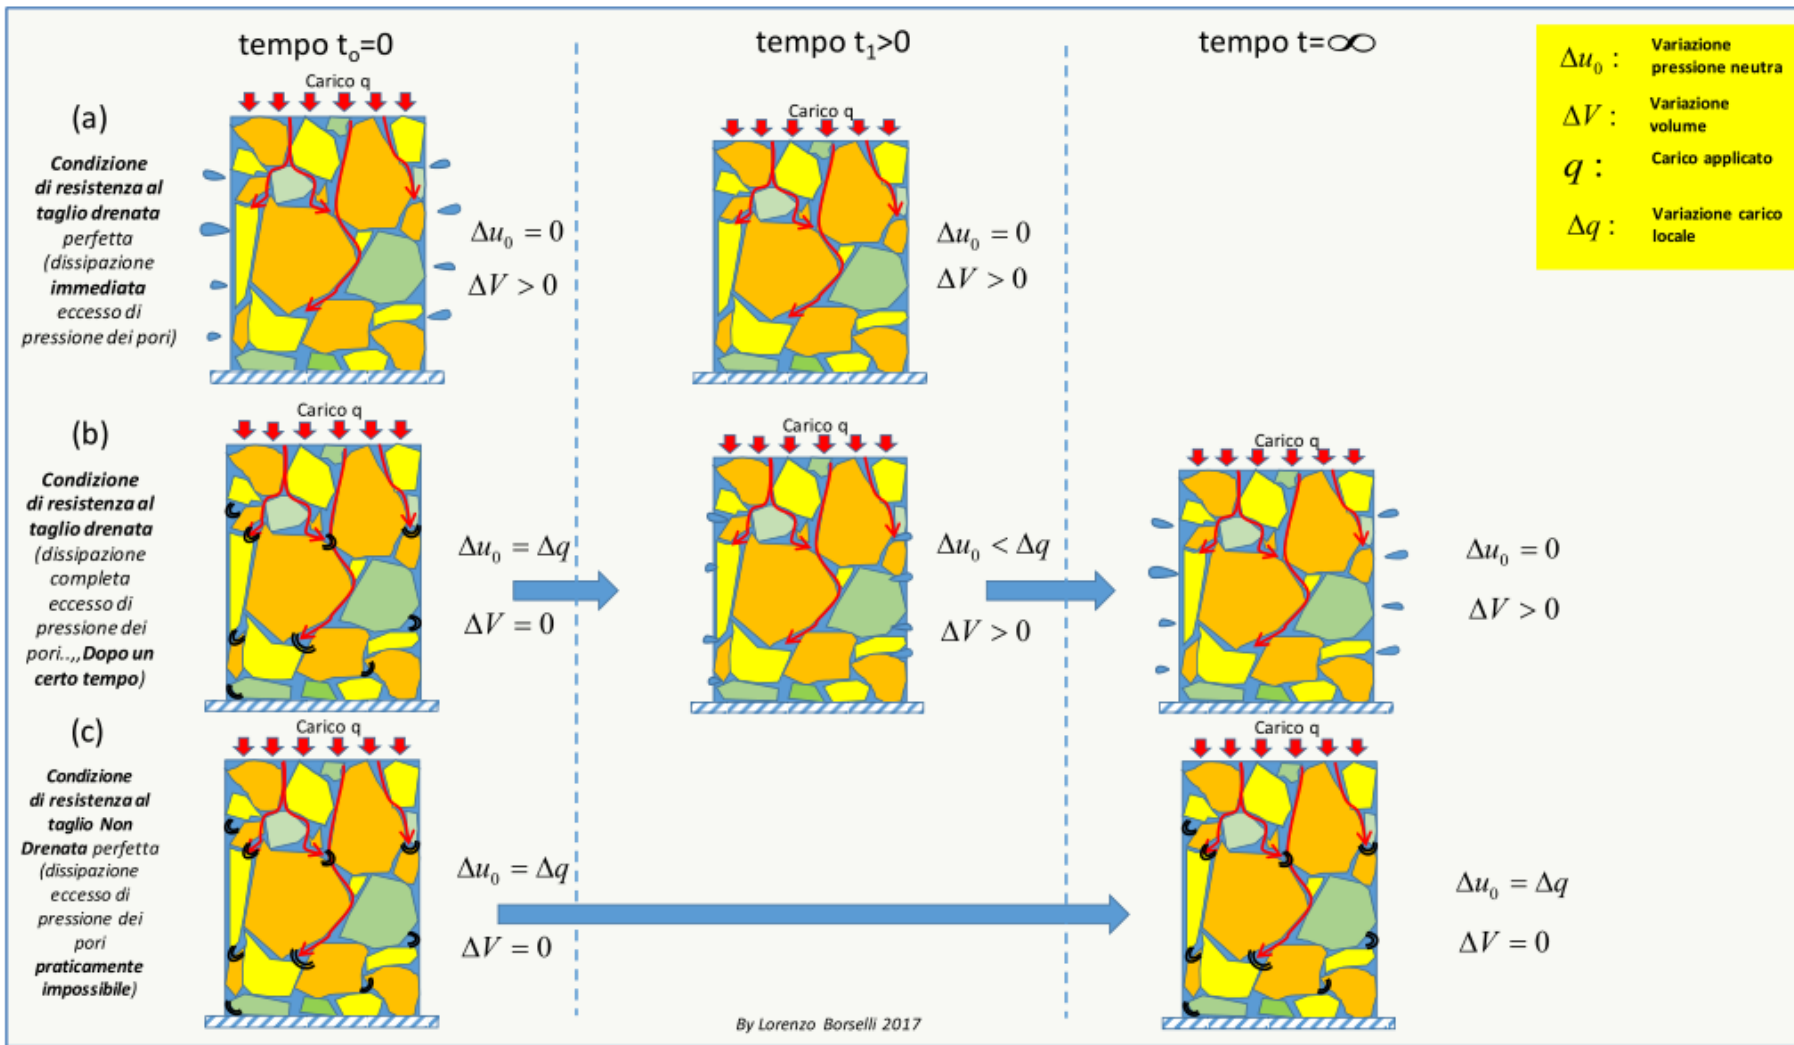 tempo to=0
tempo t1>0
tempo t=∞
Δu0 : Variazione
pressione neutra
ΔV : Variazione
volume
q : Carico applicato
Δq : Variazione carico
locale
(a)
Condizione
di resistenza al
taglio drenata
perfetta
(dissipazione
immediata
eccesso di
pressione dei pori)
Carico q
Δu0 = 0
ΔV > 0
Carico q
Δu0 = 0
ΔV > 0
(b)
Condizione
di resistenza al
taglio drenata
(dissipazione
completa
eccesso di
pressione dei
pori..,,Dopo un
certo tempo)
Carico q
Δu0 = Δq
ΔV = 0
Carico q
Δu0 < Δq
ΔV > 0
Carico q
Δu0 = 0
ΔV > 0
(c)
Condizione
di resistenza al
taglio Non
Drenata perfetta
(dissipazione
eccesso di
pressione dei
pori
praticamente
impossibile)
Carico q
Δu0 = Δq
ΔV = 0
Carico q
Δu0 = Δq
ΔV = 0
By Lorenzo Borselli 2017